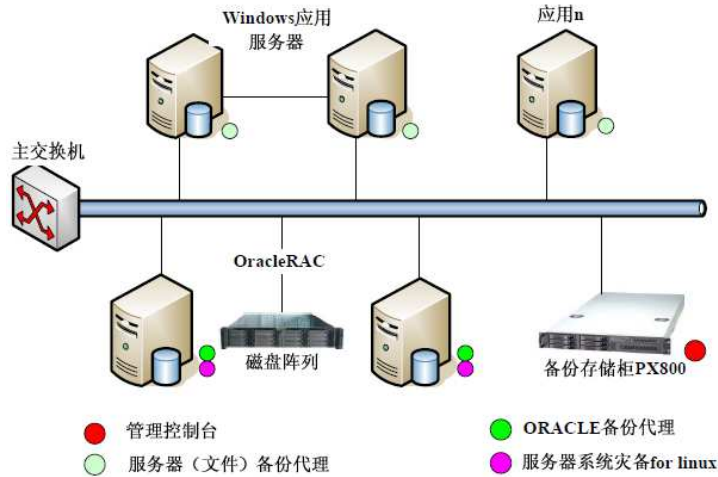 Windows应用
服务器
应用n
主交换机
OracleRAC
磁盘阵列
备份存储柜PX800
管理控制台
ORACLE备份代理
服务器（文件）备份代理
服务器系统灾备for linux